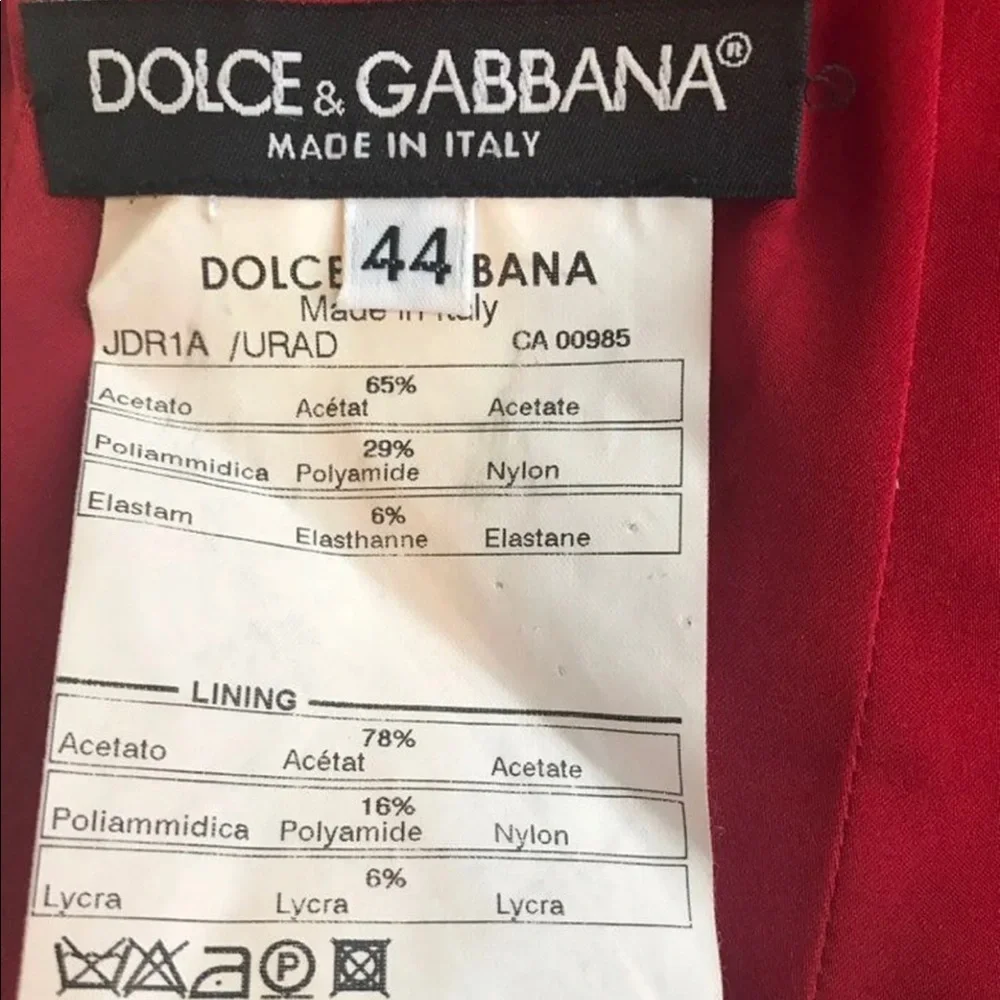 DOLCE & GABBANA®
MADE IN ITALY
44
DOLCE BANA
Made in Italy
JDR1A /URAD CA 00985
65%
Acetato Acétat Acetate
29%
Poliammidica Polyamide Nylon
6%
Elastam Elasthanne Elastane
LINING
78%
Acetato Acétat Acetate
16%
Poliammidica Polyamide Nylon
6%
Lycra Lycra Lycra
P